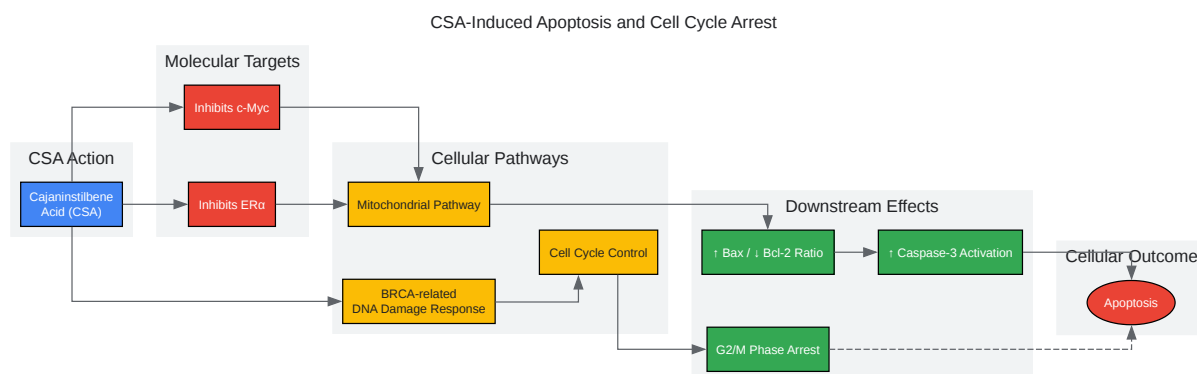 CSA-Induced Apoptosis and Cell Cycle Arrest
Molecular Targets
Inhibits c-Myc
CSA Action
Cajaninstilbene
Acid (CSA)
Inhibits ERα
Cellular Pathways
Mitochondrial Pathway
Cell Cycle Control
BRCA-related
DNA Damage Response
Downstream Effects
↑ Bax / ↓ Bcl-2 Ratio
↑ Caspase-3 Activation
G2/M Phase Arrest
Cellular Outcome
Apoptosis